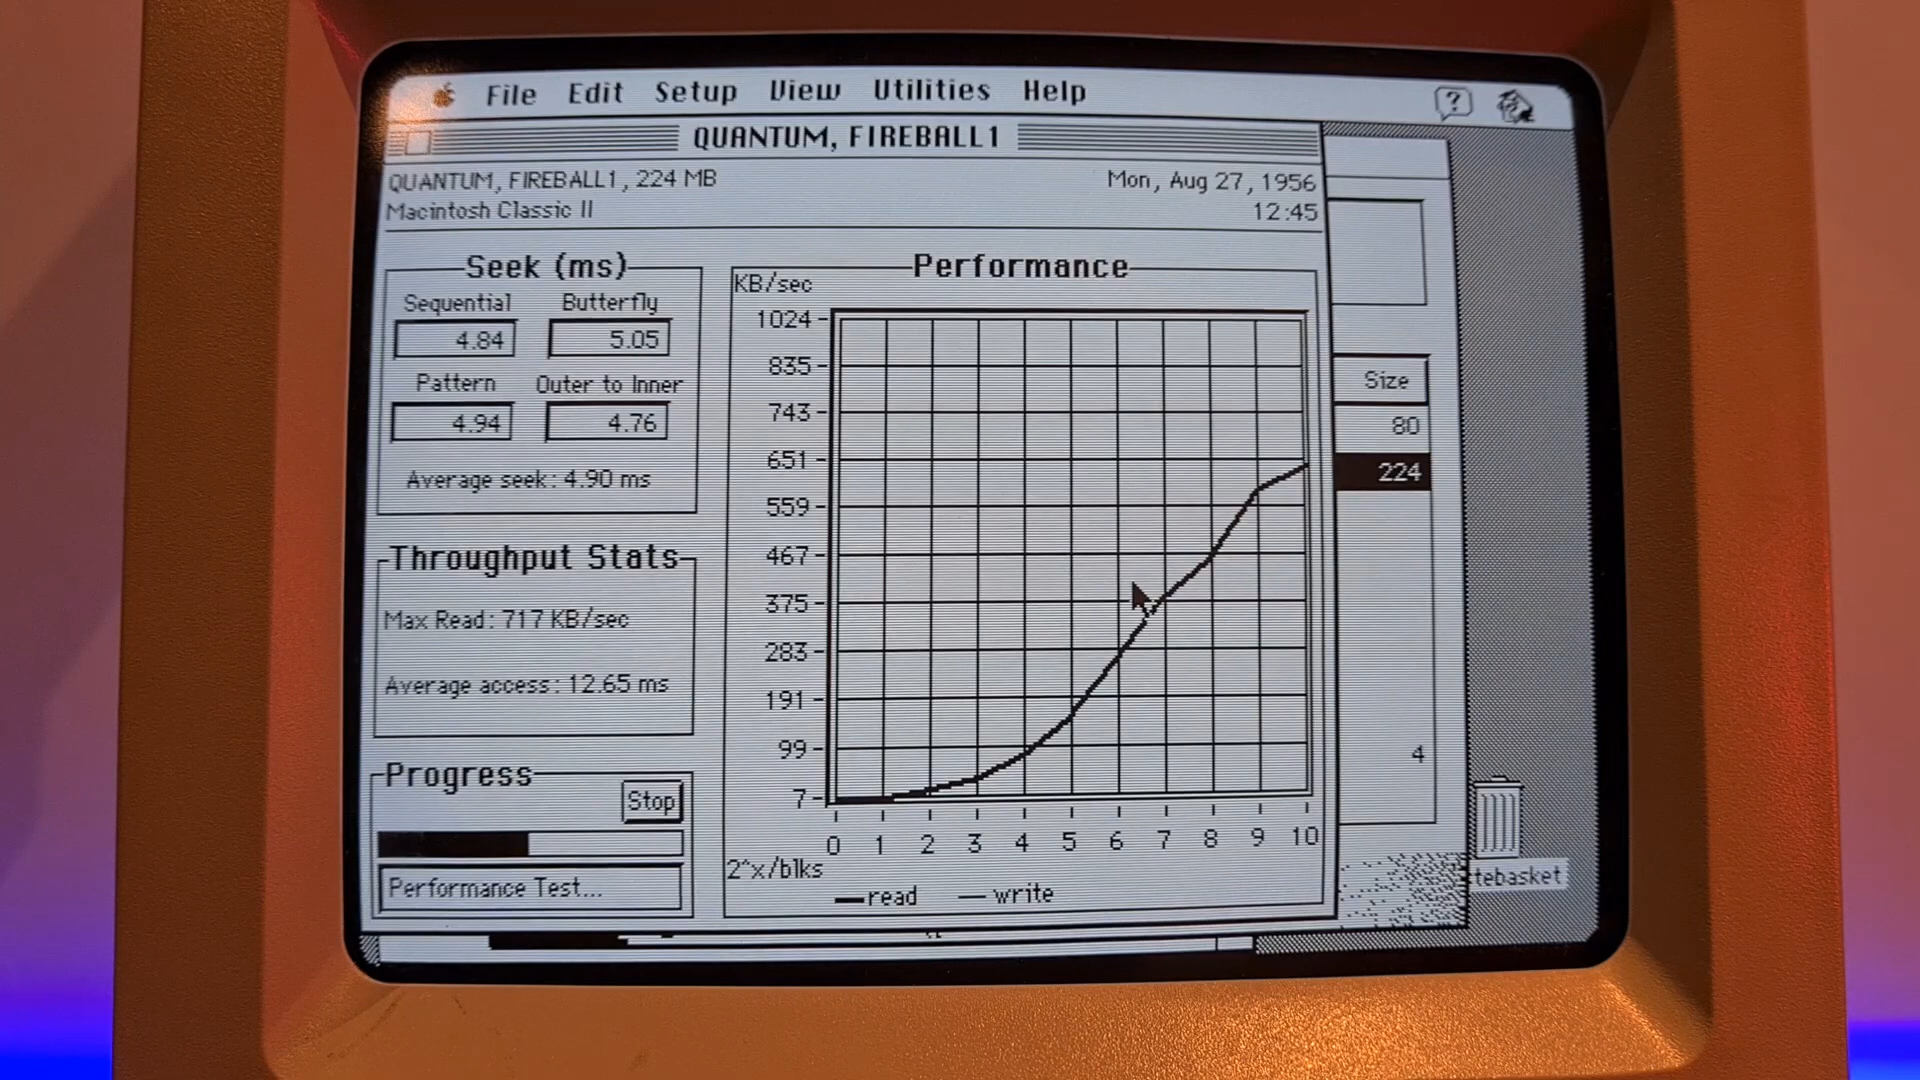 File Edit Setup View Utilities Help
QUANTUM, FIREBALL1
QUANTUM, FIREBALL1, 224 MB
Mon, Aug 27, 1956
Macintosh Classic II
12:45
Seek (ms)
Sequential
Butterfly
4.84
5.05
Pattern
Outer to Inner
4.94
4.76
Average seek: 4.90 ms
Throughput Stats
Max Read: 717 KB/sec
Average access: 12.65 ms
Progress
Stop
Performance Test...
Performance
KB/sec
1024
835
743
651
559
467
375
283
191
99
7
0 1 2 3 4 5 6 7 8 9 10
2^x/blks
read
write
Size
80
224
4
tebasket
?